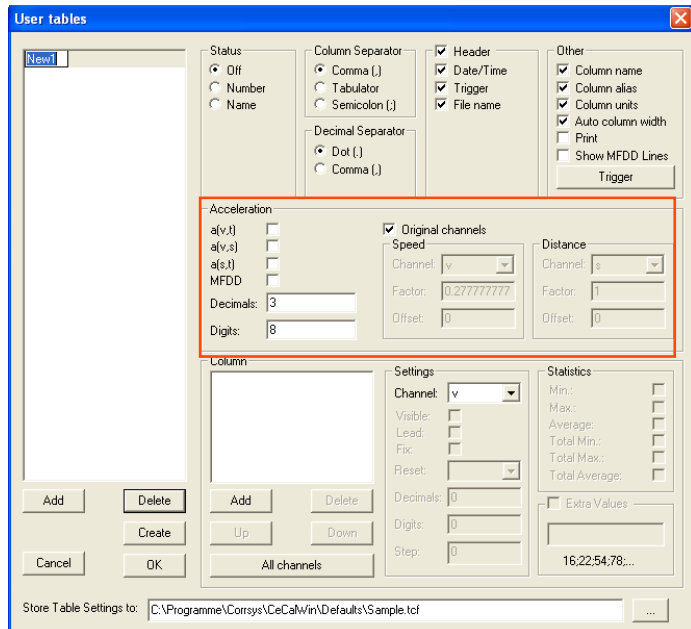 User tables
New1
Status
Off
Number
Name
Column Separator
Comma (,)
Tabulator
Semicolon (;)
Decimal Separator
Dot (.)
Comma (,)
Header
Date/Time
Trigger
File name
Other
Column name
Column alias
Column units
Auto column width
Print
Show MFDD Lines
Trigger
Acceleration
a(v,t)
a(v,s)
a(s,t)
MFDD
Decimals: 3
Digits: 8
Original channels
Speed
Channel: v
Factor: 0.277777777
Offset: 0
Distance
Channel: s
Factor: 1
Offset: 0
Column
Add Delete
Up Down
All channels
Settings
Channel: v
Visible:
Lead:
Fix:
Reset:
Decimals: 0
Digits: 0
Step: 0
Statistics
Min.:
Max.:
Average:
Total Min.:
Total Max.:
Total Average:
Extra Values
16;22;54;78;...
Add Delete
Create
Cancel OK
Store Table Settings to: C:\Programme\Corrsys\CeCalWin\Defaults\Sample.tcf ...